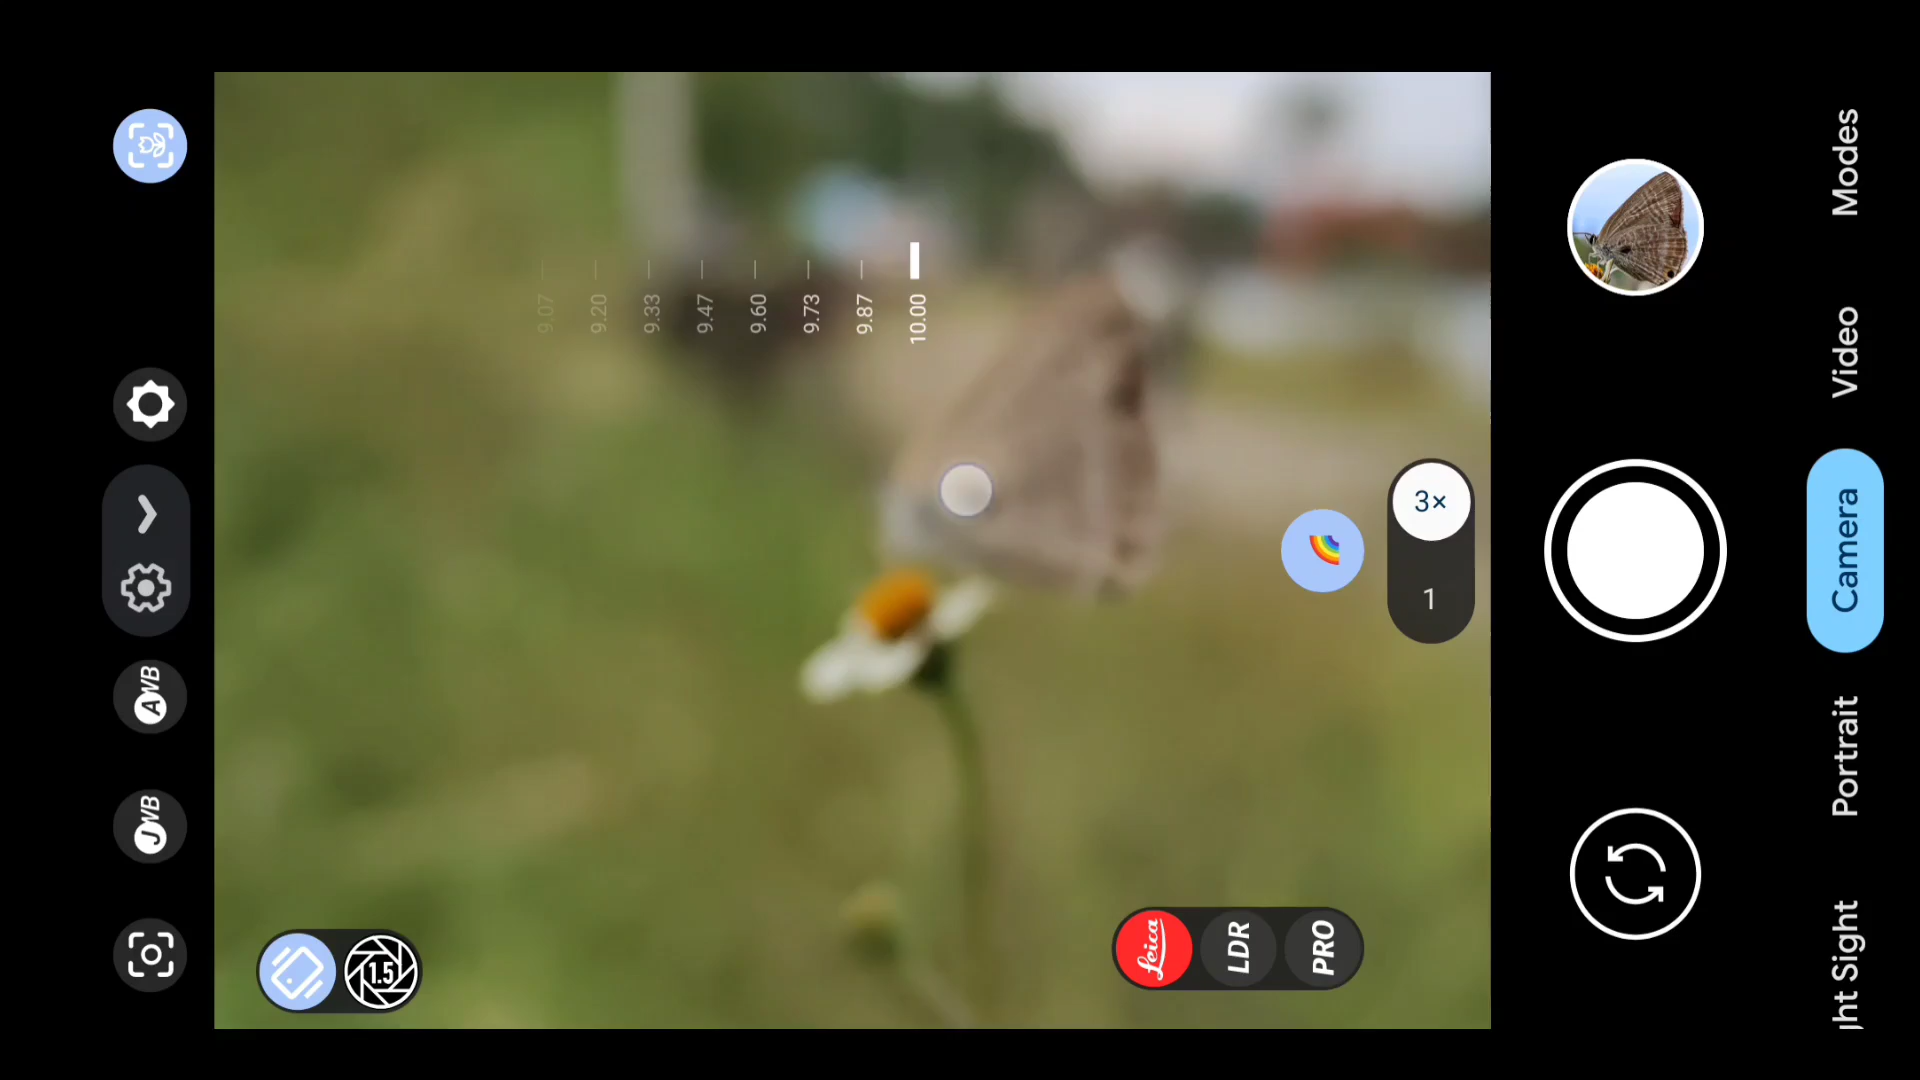 Modes
Video
Camera
Portrait
ght Sight
9.07
9.20
9.33
9.47
9.60
9.73
9.87
10.00
3×
1
AWB
JWB
1.5
Leica
LDR
PRO